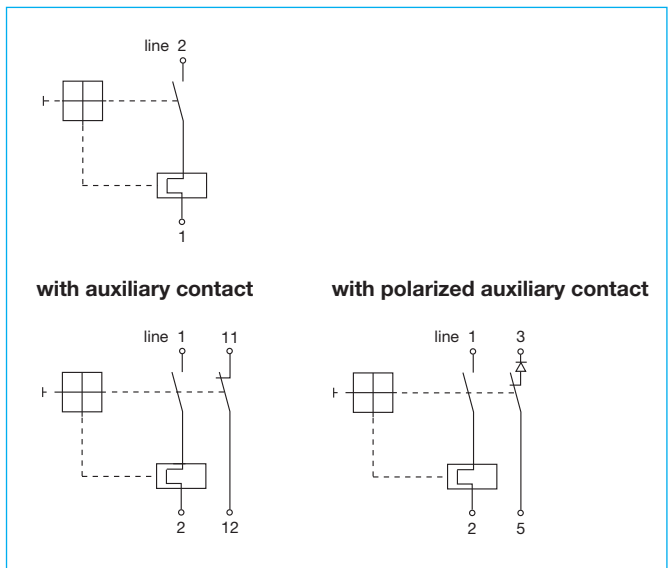 line 2
1
with auxiliary contact
with polarized auxiliary contact
line 1 11
line 1 3
2 12
2 5